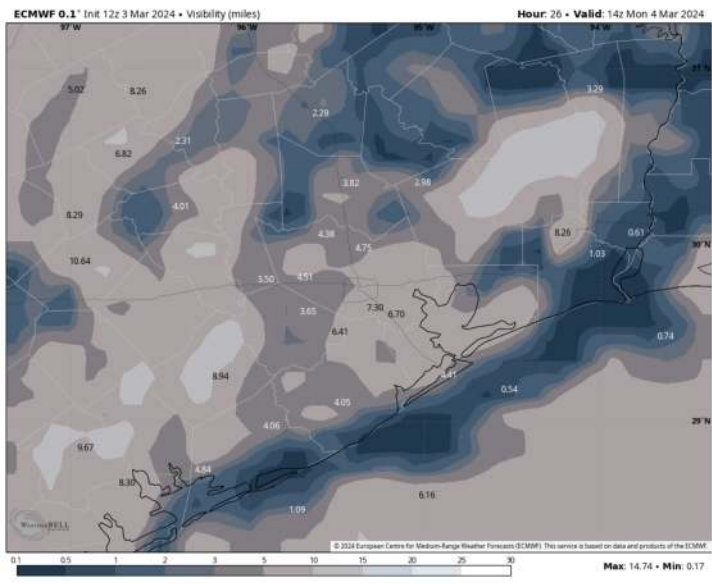 ECMWF 0.1° Init 12z 3 Mar 2024 • Visibility (miles) Hour: 26 • Valid: 14z Mon 4 Mar 2024
97°W 96°W 95°W 94°W
31°N
5.02 8.26 3.29
2.29
2.31
6.82
3.82 2.98
4.01
8.29
4.38 8.26 0.61
30°N
4.75 1.03
10.64
3.50 4.51
3.65 7.30 6.70
6.41 0.74
8.94 4.41
0.54
4.05
4.06 29°N
9.67
4.84
8.30 6.16
1.09
WEATHERBELL
© 2024 European Centre for Medium-Range Weather Forecasts (ECMWF). This service is based on data and products of the ECMWF.
0.1 0.5 1 2 3 5 10 15 20 25 30
Max: 14.74 • Min: 0.17